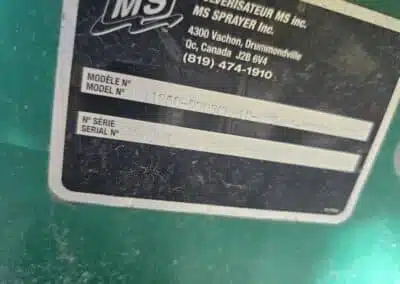 MS
PULVÉRISATEUR MS inc.
MS SPRAYER Inc.
4300 Vachon, Drummondville
Qc, Canada J2B 6V4
(819) 474-1910
MODÈLE N°
MODEL N°
N° SÉRIE
SERIAL N°